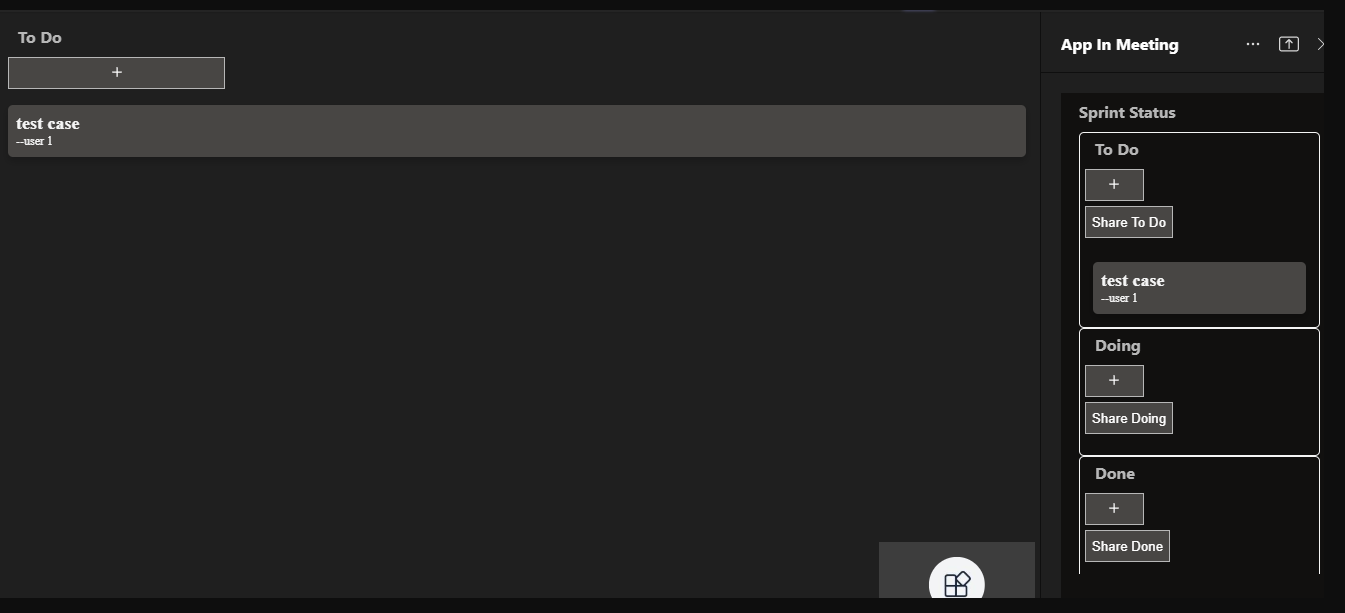 To Do
+
test case
--user 1
App In Meeting
Sprint Status
To Do
+
Share To Do
test case
--user 1
Doing
+
Share Doing
Done
+
Share Done